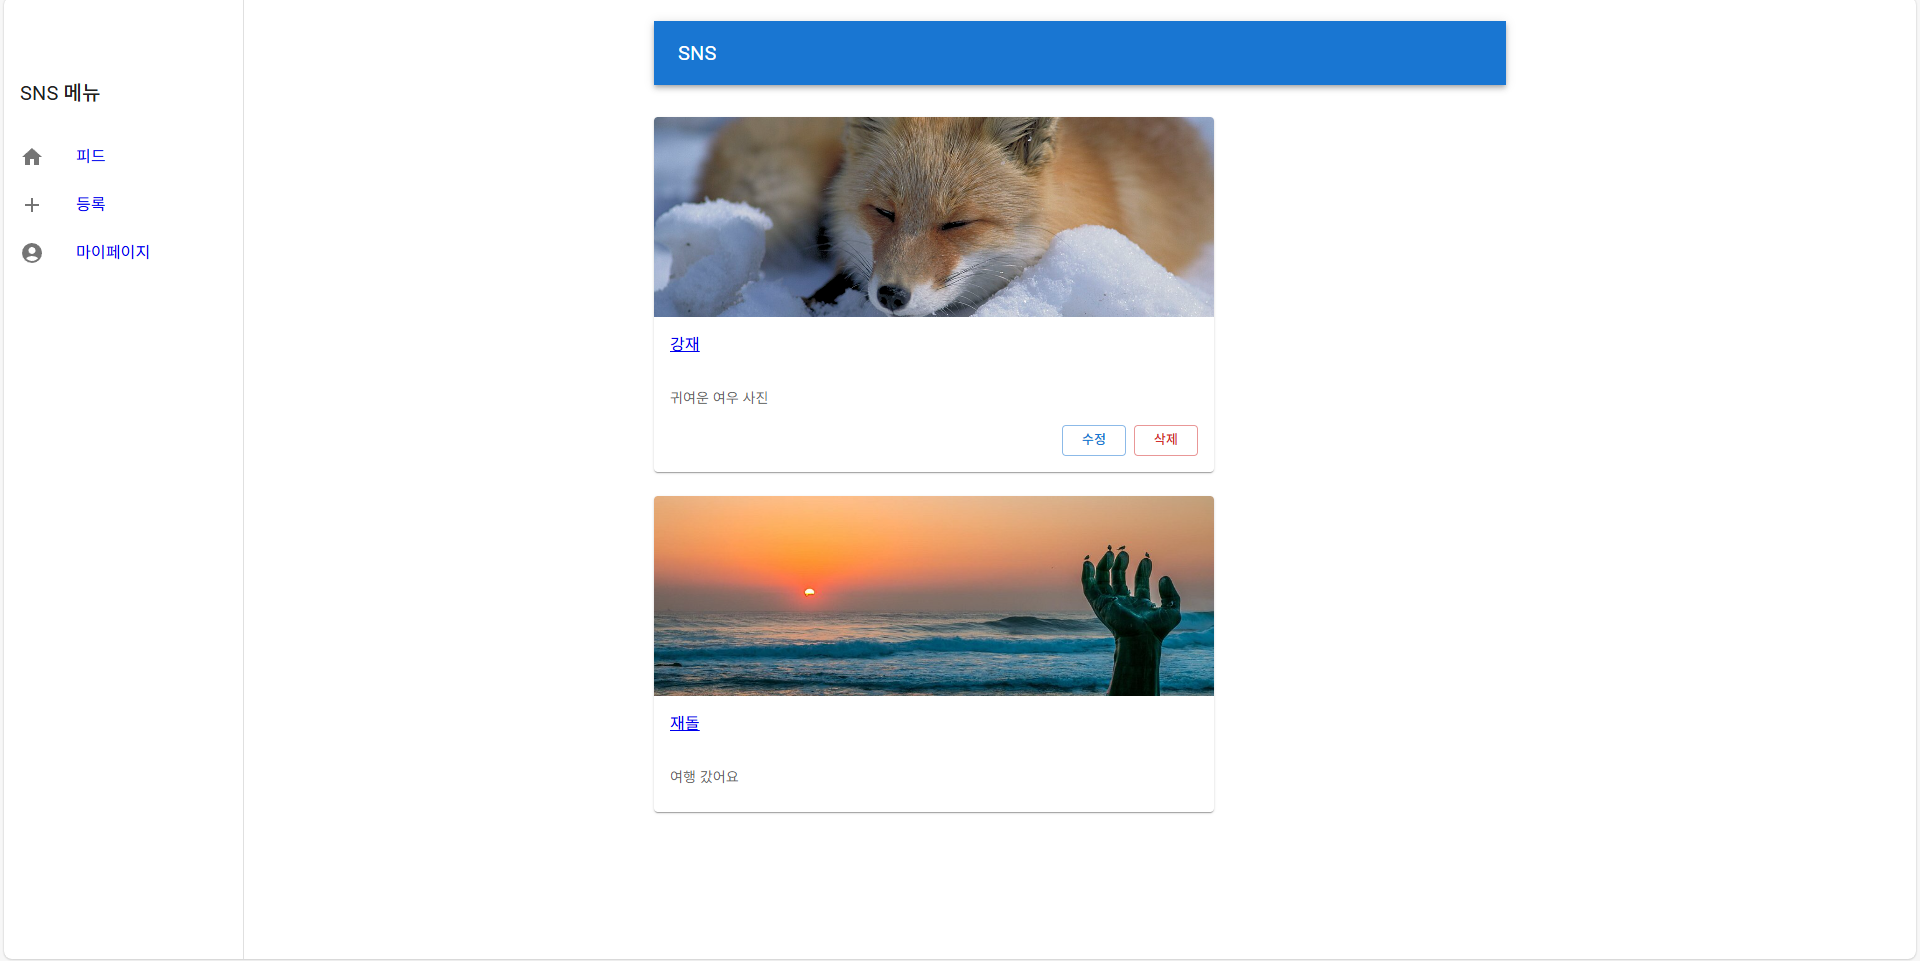 SNS
SNS 메뉴
피드
등록
마이페이지
강재
귀여운 여우 사진
수정
삭제
재돌
여행 갔어요